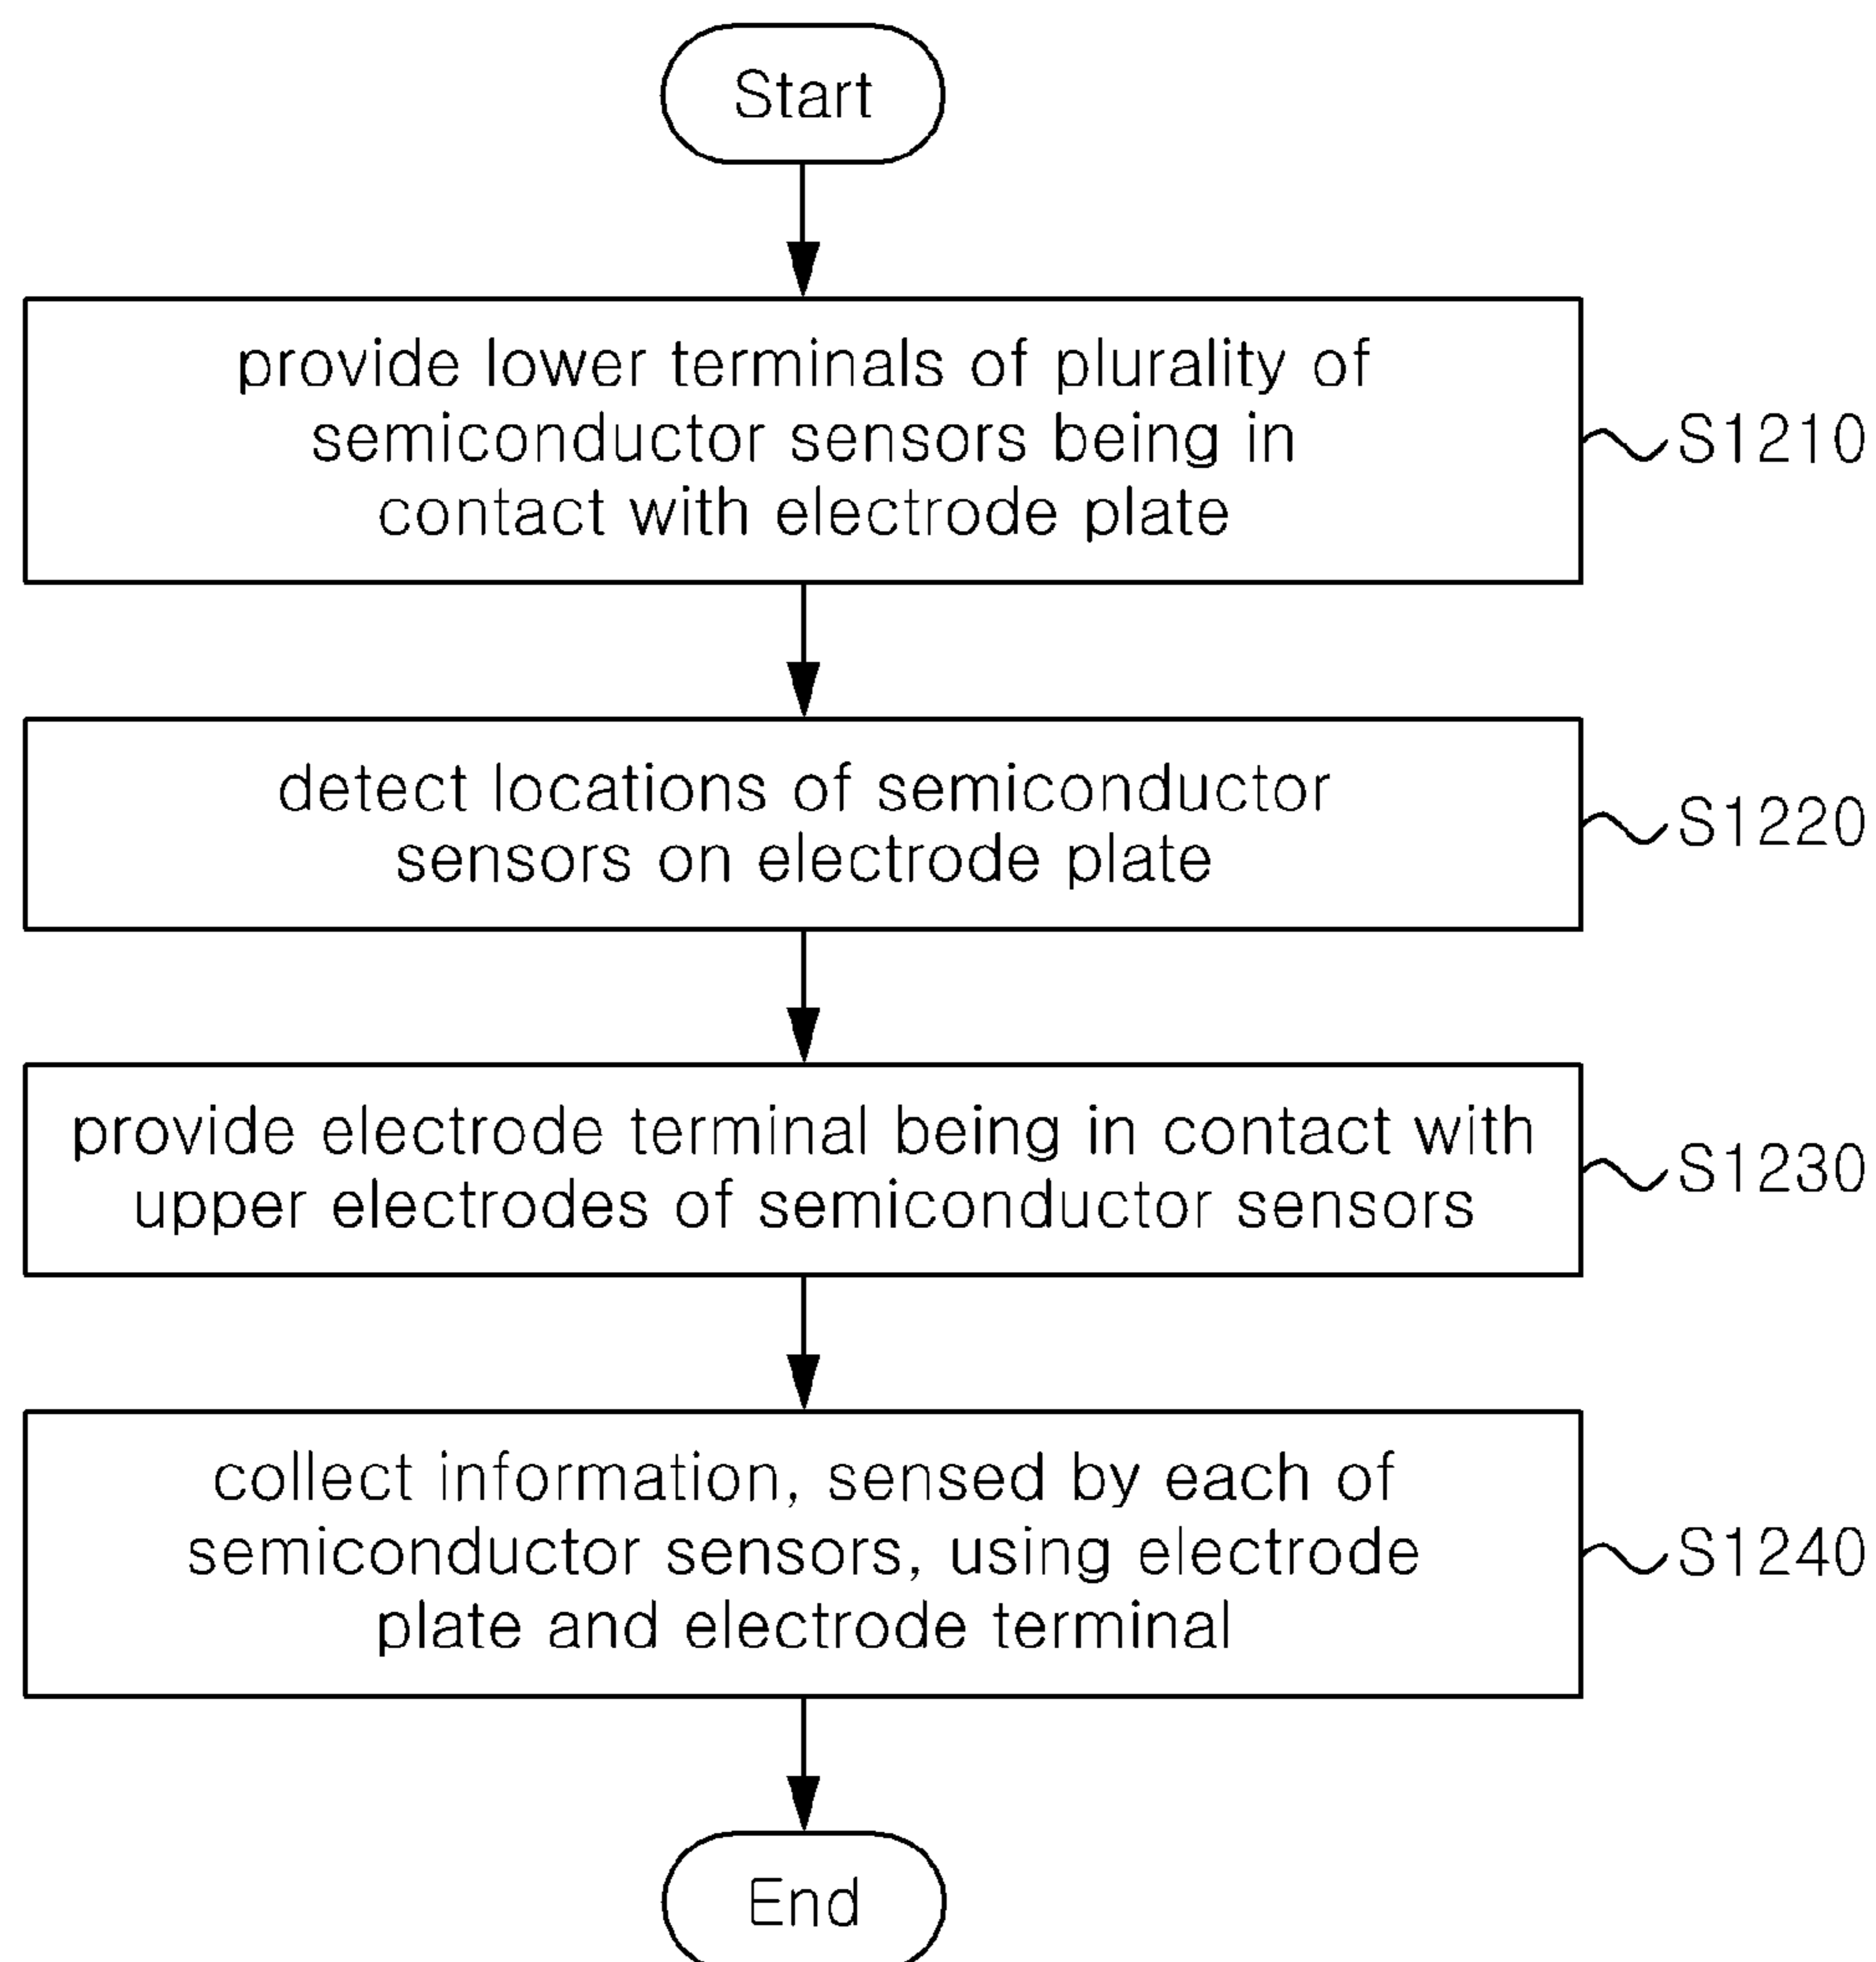 Start
provide lower terminals of plurality of
semiconductor sensors being in
contact with electrode plate
S1210
detect locations of semiconductor
sensors on electrode plate
S1220
provide electrode terminal being in contact with
upper electrodes of semiconductor sensors
S1230
collect information, sensed by each of
semiconductor sensors, using electrode
plate and electrode terminal
S1240
End